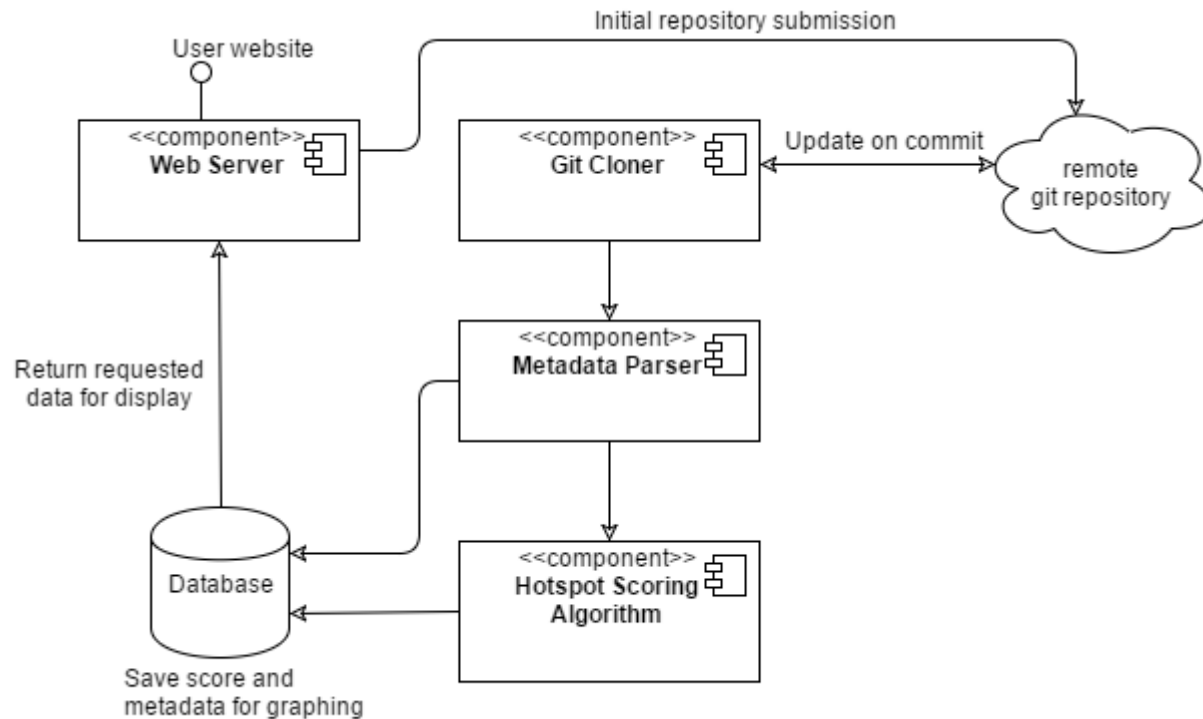 Initial repository submission
User website
<<component>>
Web Server
<<component>>
Git Cloner
Update on commit
remote
git repository
<<component>>
Metadata Parser
Return requested
data for display
<<component>>
Hotspot Scoring
Algorithm
Database
Save score and
metadata for graphing